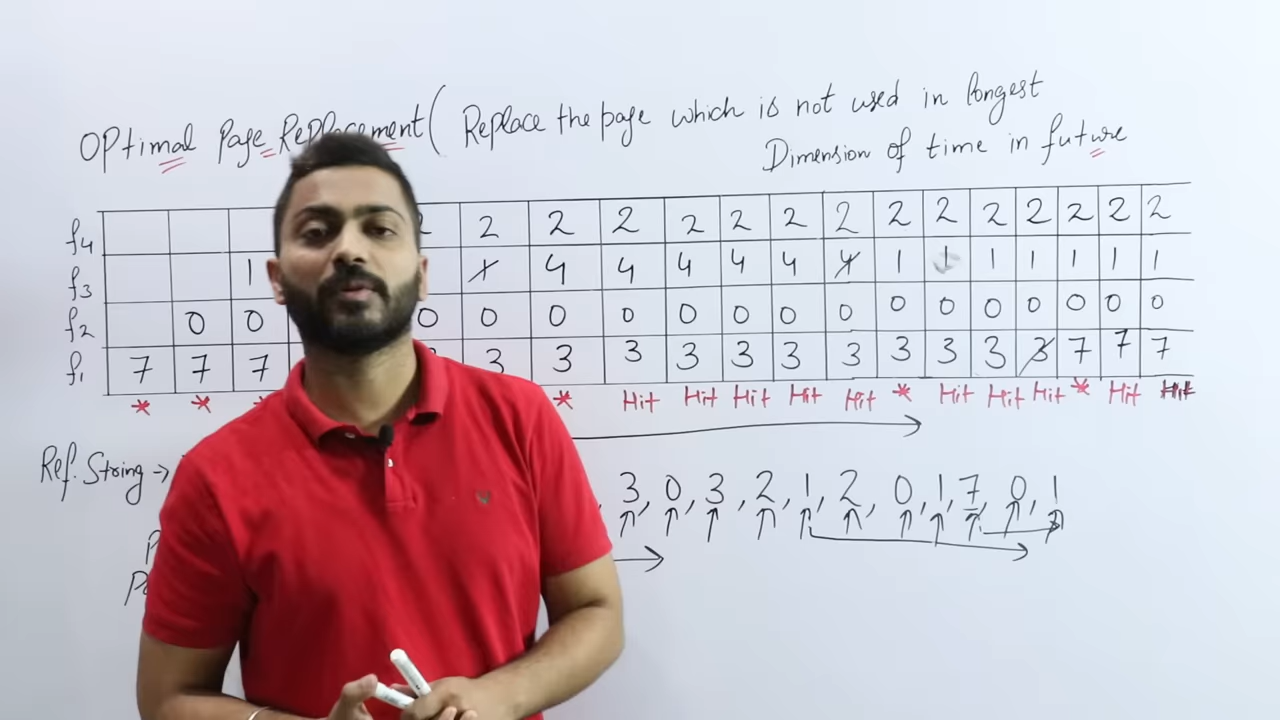 OPtimal Page Replacement ( Replace the page which is not used in longest
Dimension of time in future
f4 2 2 2 2 2 2 2 2 2 2 2 2 2 2 2
f3 1 1 4 4 4 4 4 4 1 1 1 1 1 1 1
f2 0 0 0 0 0 0 0 0 0 0 0 0 0 0 0 0 0
f1 7 7 7 3 3 3 3 3 3 3 3 3 3 3 7 7 7
* * * Hit Hit Hit Hit Hit * Hit Hit Hit * Hit Hit
Ref. String → 3, 0, 3, 2, 1, 2, 0, 1, 7, 0, 1